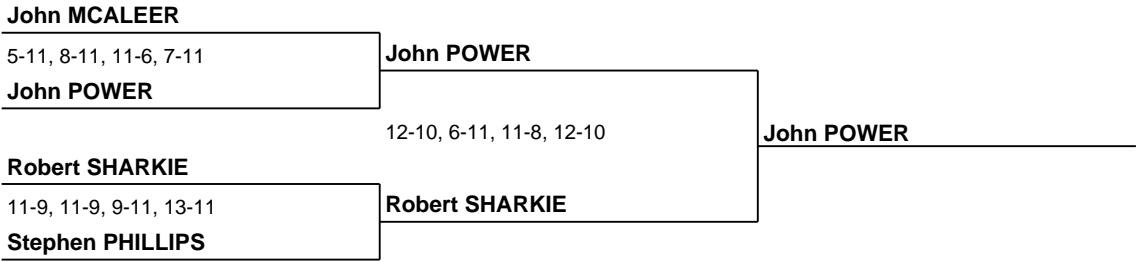 John MCALEER
5-11, 8-11, 11-6, 7-11
John POWER
John POWER
12-10, 6-11, 11-8, 12-10
John POWER
Robert SHARKIE
11-9, 11-9, 9-11, 13-11
Robert SHARKIE
Stephen PHILLIPS